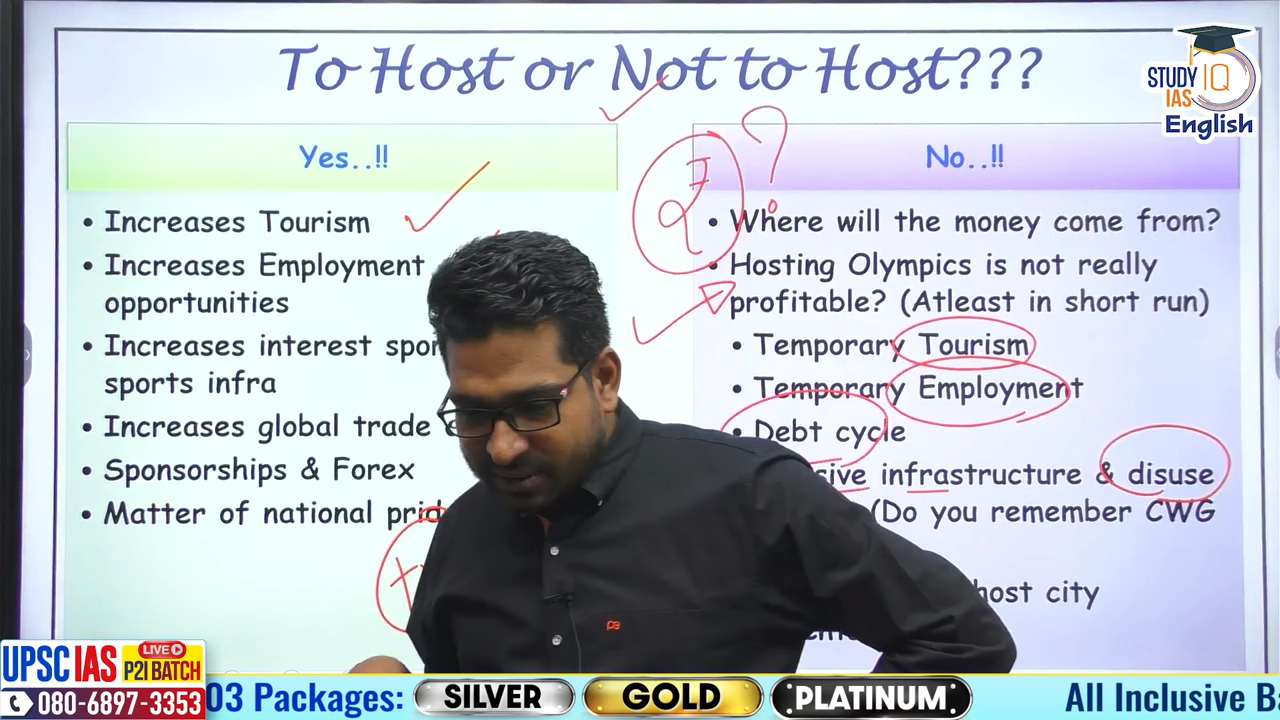 To Host or Not to Host???
STUDY IQ
IAS
English
Yes..!!
• Increases Tourism
• Increases Employment
opportunities
• Increases interest
sports infra
• Increases global trade
• Sponsorships & Forex
• Matter of national
No..!!
?
• Where will the money come from?
• Hosting Olympics is not really
profitable? (Atleast in short run)
• Temporary Tourism
• Temporary Employment
• Debt cycle
infrastructure & disuse
(Do you remember CWG
host city
UPSC IAS
LIVE
P2I BATCH
080-6897-3353
03 Packages:
SILVER
GOLD
PLATINUM
All Inclusive